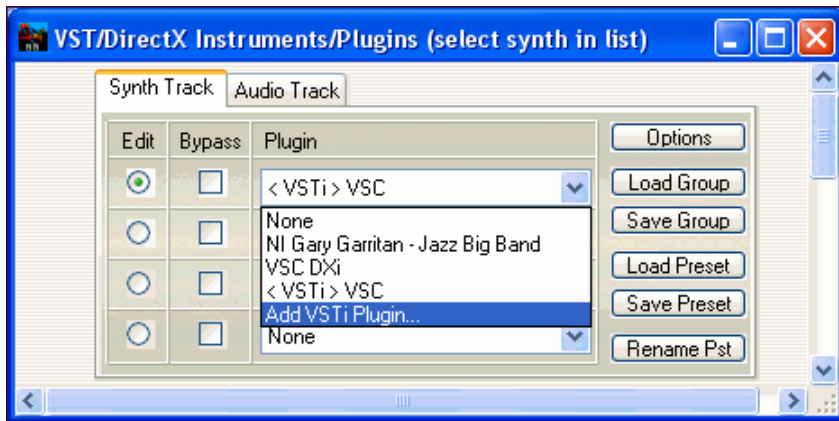 VST/DirectX Instruments/Plugins (select synth in list)
Synth Track Audio Track
Edit Bypass Plugin Options
< VSTi > VSC Load Group
None
NI Gary Garritan - Jazz Big Band Save Group
VSC DXi Load Preset
< VSTi > VSC Save Preset
Add VSTi Plugin...
None Rename Pst